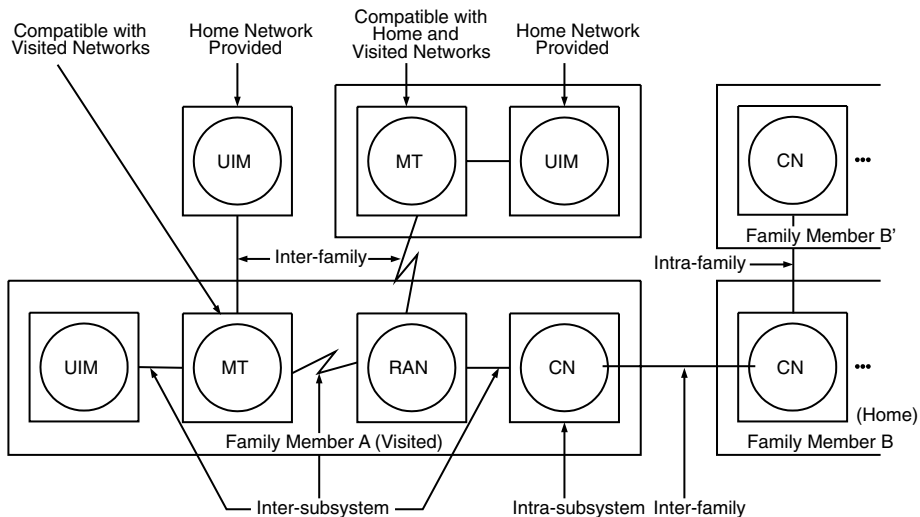 Compatible with
Visited Networks
Home Network
Provided
Compatible with
Home and
Visited Networks
Home Network
Provided
UIM
MT
UIM
CN
•••
Family Member B'
Inter-family
Intra-family
UIM
MT
RAN
CN
CN
•••
(Home)
Family Member A (Visited)
Family Member B
Inter-subsystem
Intra-subsystem
Inter-family